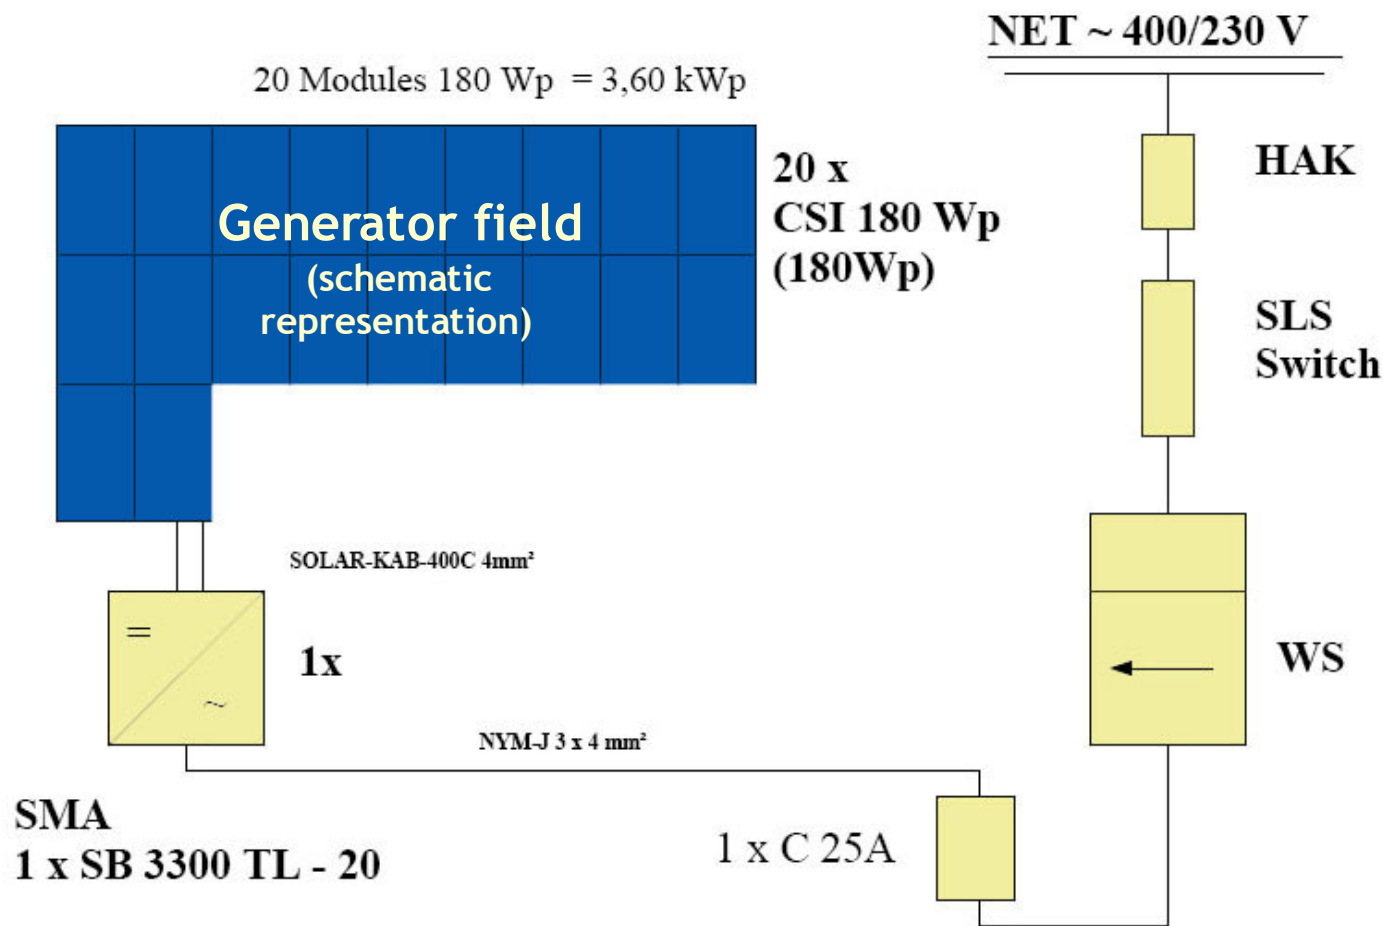 NET ~ 400/230 V
20 Modules 180 Wp = 3,60 kWp
HAK
20 x
CSI 180 Wp
(180Wp)
Generator field
(schematic
representation)
SLS
Switch
SOLAR-KAB-400C 4mm²
=
~
1x
WS
NYM-J 3 x 4 mm²
SMA
1 x SB 3300 TL - 20
1 x C 25A